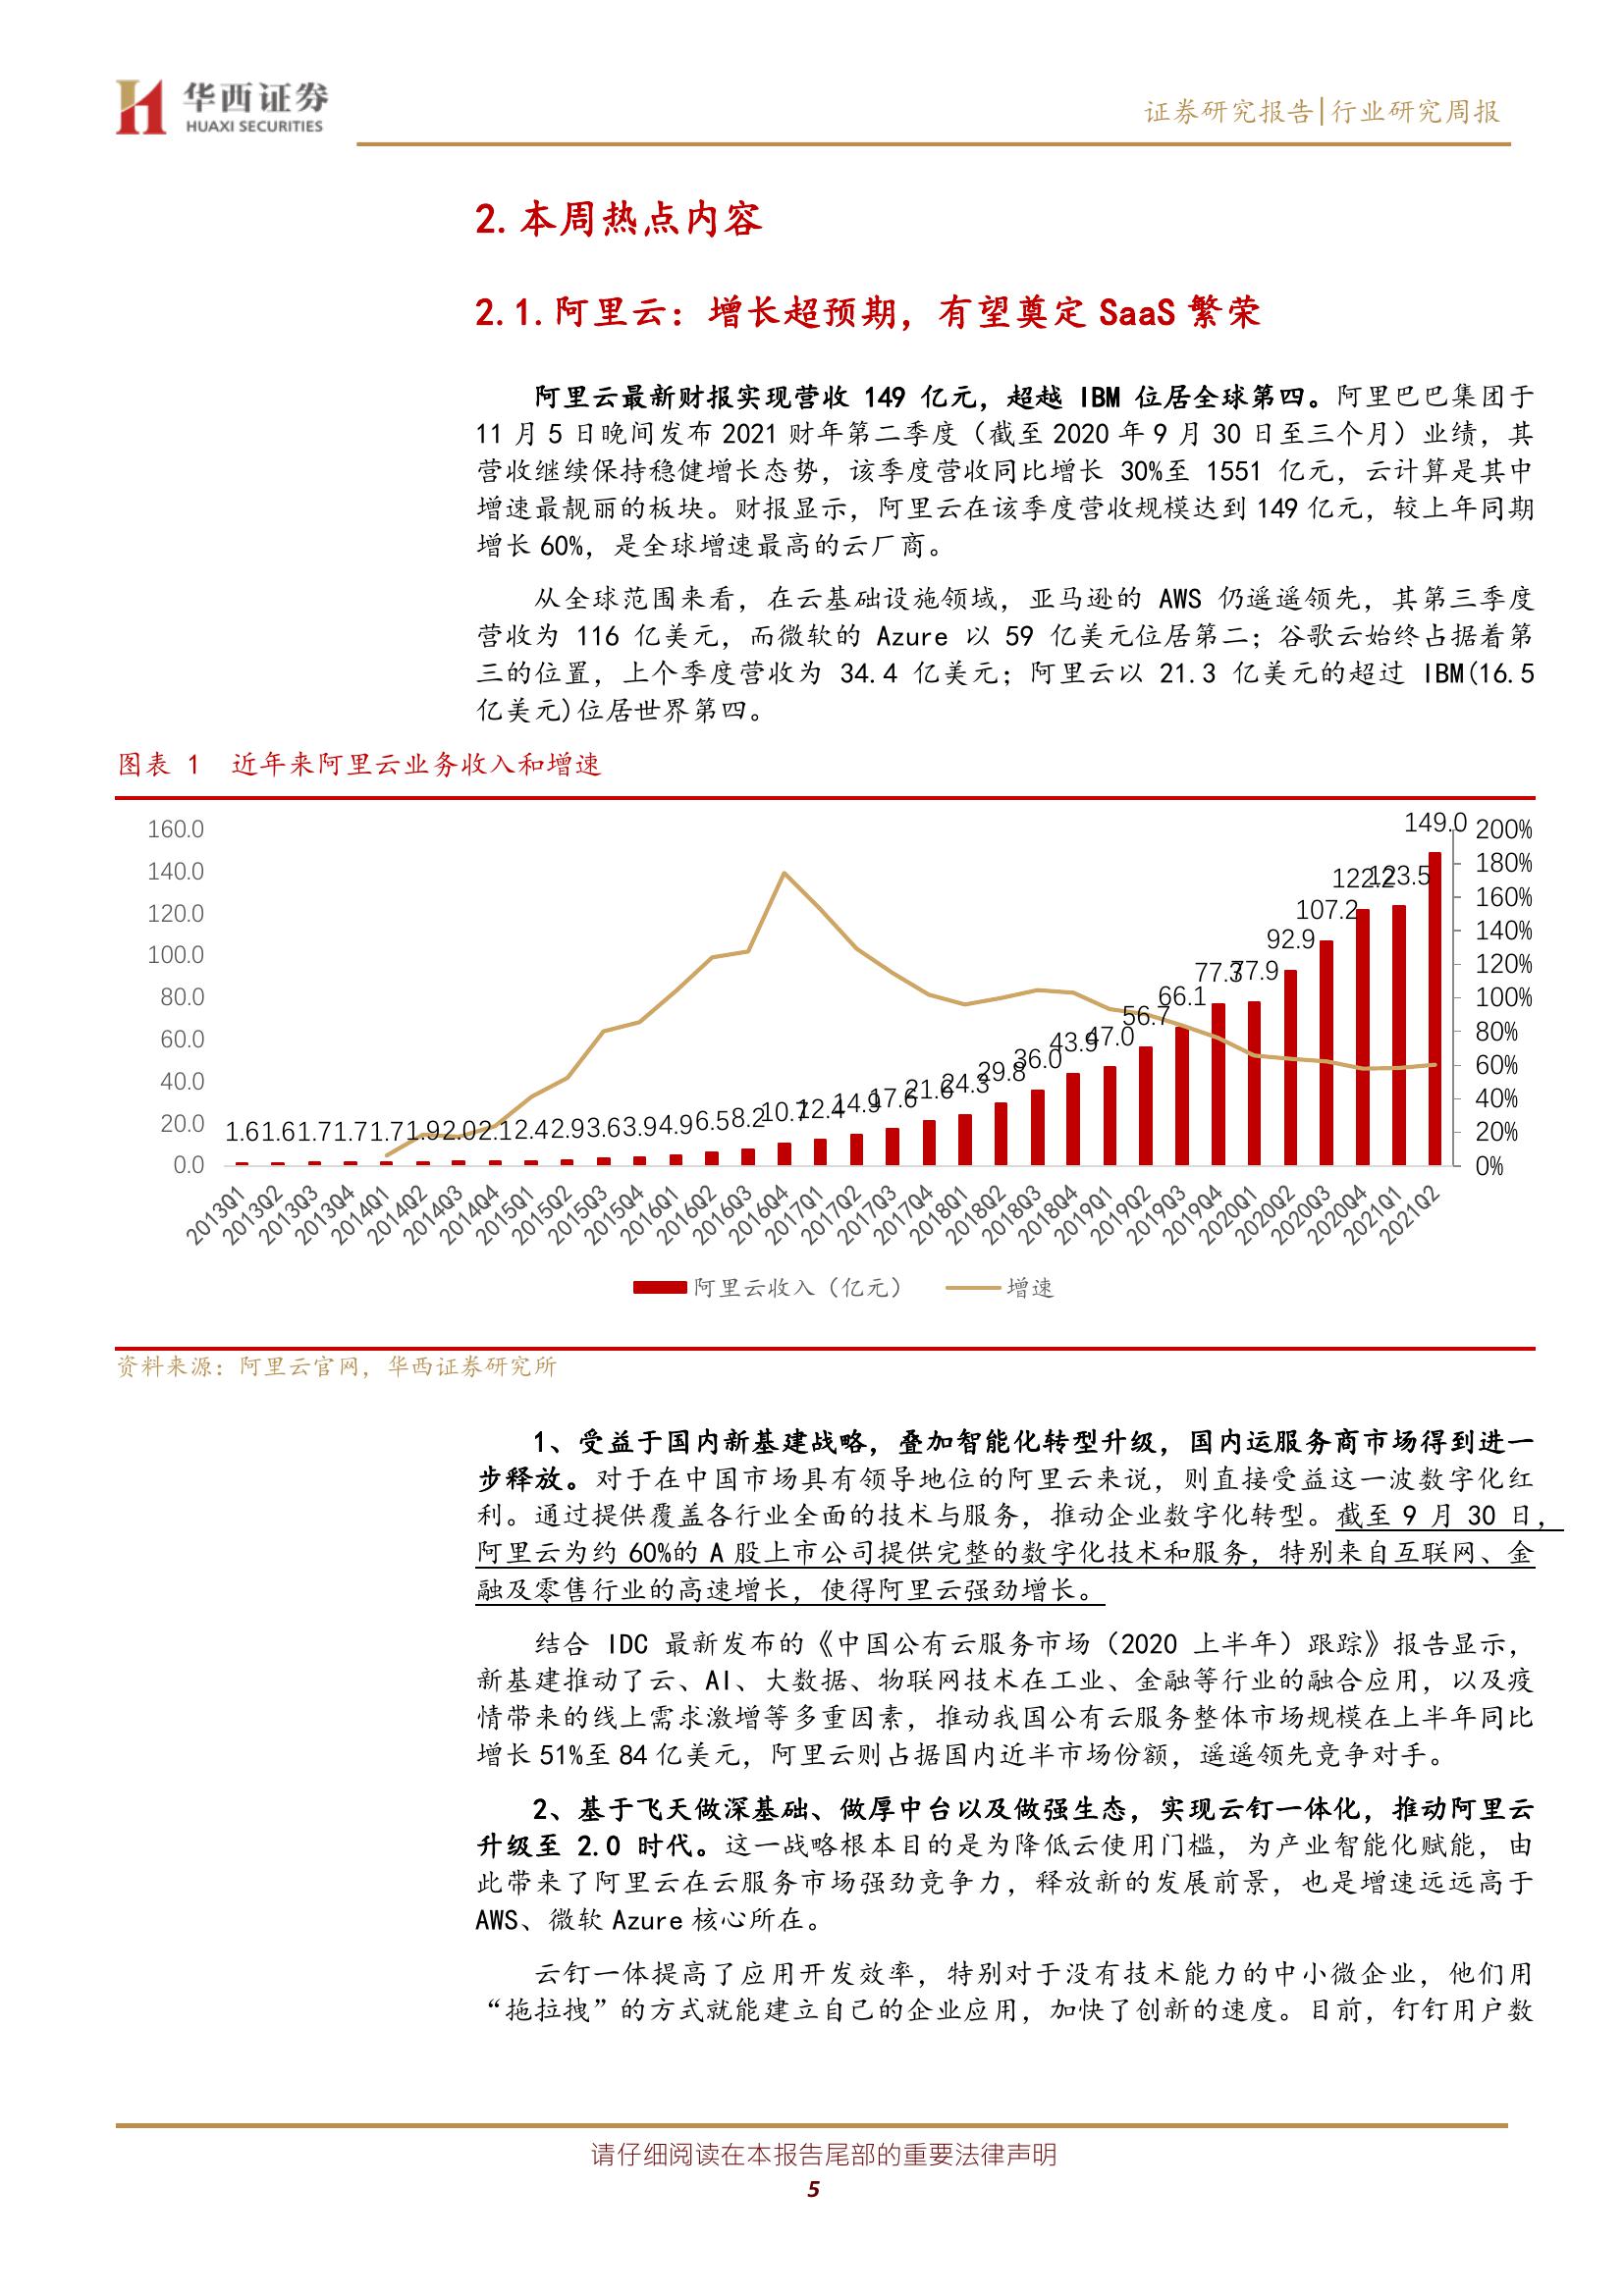 华西证券
HUAXI SECURITIES
证券研究报告|行业研究周报
2. 本周热点内容
2.1. 阿里云：增长超预期，有望奠定 SaaS 繁荣
阿里云最新财报实现营收 149 亿元，超越 IBM 位居全球第四。阿里巴巴集团于
11 月 5 日晚间发布 2021 财年第二季度（截至 2020 年 9 月 30 日至三个月）业绩，其
营收继续保持稳健增长态势，该季度营收同比增长 30%至 1551 亿元，云计算是其中
增速最靓丽的板块。财报显示，阿里云在该季度营收规模达到 149 亿元，较上年同期
增长 60%，是全球增速最高的云厂商。
从全球范围来看，在云基础设施领域，亚马逊的 AWS 仍遥遥领先，其第三季度
营收为 116 亿美元，而微软的 Azure 以 59 亿美元位居第二；谷歌云始终占据着第
三的位置，上个季度营收为 34.4 亿美元；阿里云以 21.3 亿美元的超过 IBM(16.5
亿美元)位居世界第四。
图表 1 近年来阿里云业务收入和增速
160.0
140.0
120.0
100.0
80.0
60.0
40.0
20.0
0.0
1.6 1.6 1.7 1.7 1.7 1.9 2.0 2.1 2.4 2.9 3.6 3.9 4.9 6.5 8.2 10.7 12.4 14.9 17.6 21.6 24.3 29.8 36.0 43.9 47.0 56.7 66.1 77.3 77.9 92.9 107.2 122.2 123.5 149.0
200%
180%
160%
140%
120%
100%
80%
60%
40%
20%
0%
2013Q1 2013Q2 2013Q3 2013Q4 2014Q1 2014Q2 2014Q3 2014Q4 2015Q1 2015Q2 2015Q3 2015Q4 2016Q1 2016Q2 2016Q3 2016Q4 2017Q1 2017Q2 2017Q3 2017Q4 2018Q1 2018Q2 2018Q3 2018Q4 2019Q1 2019Q2 2019Q3 2019Q4 2020Q1 2020Q2 2020Q3 2020Q4 2021Q1 2021Q2
阿里云收入（亿元） 增速
资料来源：阿里云官网，华西证券研究所
1、受益于国内新基建战略，叠加智能化转型升级，国内运服务商市场得到进一
步释放。对于在中国市场具有领导地位的阿里云来说，则直接受益这一波数字化红
利。通过提供覆盖各行业全面的技术与服务，推动企业数字化转型。截至 9 月 30 日，
阿里云为约 60%的 A 股上市公司提供完整的数字化技术和服务，特别来自互联网、金
融及零售行业的高速增长，使得阿里云强劲增长。
结合 IDC 最新发布的《中国公有云服务市场（2020 上半年）跟踪》报告显示，
新基建推动了云、AI、大数据、物联网技术在工业、金融等行业的融合应用，以及疫
情带来的线上需求激增等多重因素，推动我国公有云服务整体市场规模在上半年同比
增长 51%至 84 亿美元，阿里云则占据国内近半市场份额，遥遥领先竞争对手。
2、基于飞天做深基础、做厚中台以及做强生态，实现云钉一体化，推动阿里云
升级至 2.0 时代。这一战略根本目的是为降低云使用门槛，为产业智能化赋能，由
此带来了阿里云在云服务市场强劲竞争力，释放新的发展前景，也是增速远远高于
AWS、微软 Azure 核心所在。
云钉一体提高了应用开发效率，特别对于没有技术能力的中小微企业，他们用
“拖拉拽”的方式就能建立自己的企业应用，加快了创新的速度。目前，钉钉用户数
请仔细阅读在本报告尾部的重要法律声明
5